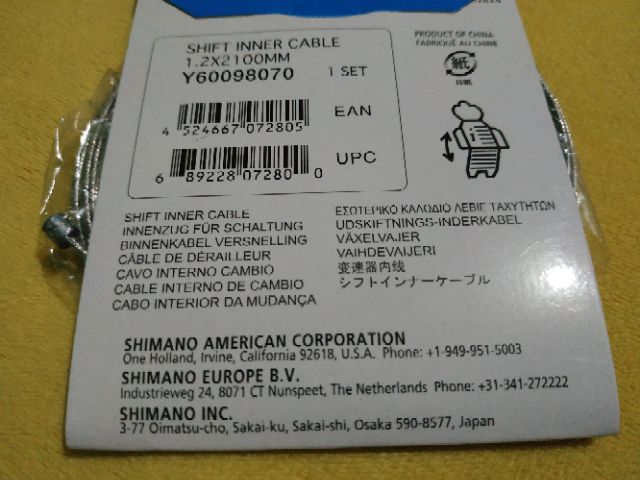 PRODUCT OF CHINA
FABRIQUÉ AU CHINE
紙
SHIFT INNER CABLE
1.2X2100MM
Y60098070 1 SET
4 524667 072805 EAN
6 89228 07280 0 UPC
SHIFT INNER CABLE
INNENZUG FÜR SCHALTUNG
BINNENKABEL VERSNELLING
CÂBLE DE DÉRAILLEUR
CAVO INTERNO CAMBIO
CABLE INTERNO DE CAMBIO
CABO INTERIOR DA MUDANÇA
ΕΣΩΤΕΡΙΚΟ ΚΑΛΩΔΙΟ ΛΕΒΙΕ ΤΑΧΥΤΗΤΩΝ
UDSKIFTNINGS-INDERKABEL
VÄXELVAJER
VAIHDEVAIJERI
变速器内线
シフトインナーケーブル
SHIMANO AMERICAN CORPORATION
One Holland, Irvine, California 92618, U.S.A. Phone: +1-949-951-5003
SHIMANO EUROPE B.V.
Industrieweg 24, 8071 CT Nunspeet, The Netherlands Phone: +31-341-272222
SHIMANO INC.
3-77 Oimatsu-cho, Sakai-ku, Sakai-shi, Osaka 590-8577, Japan